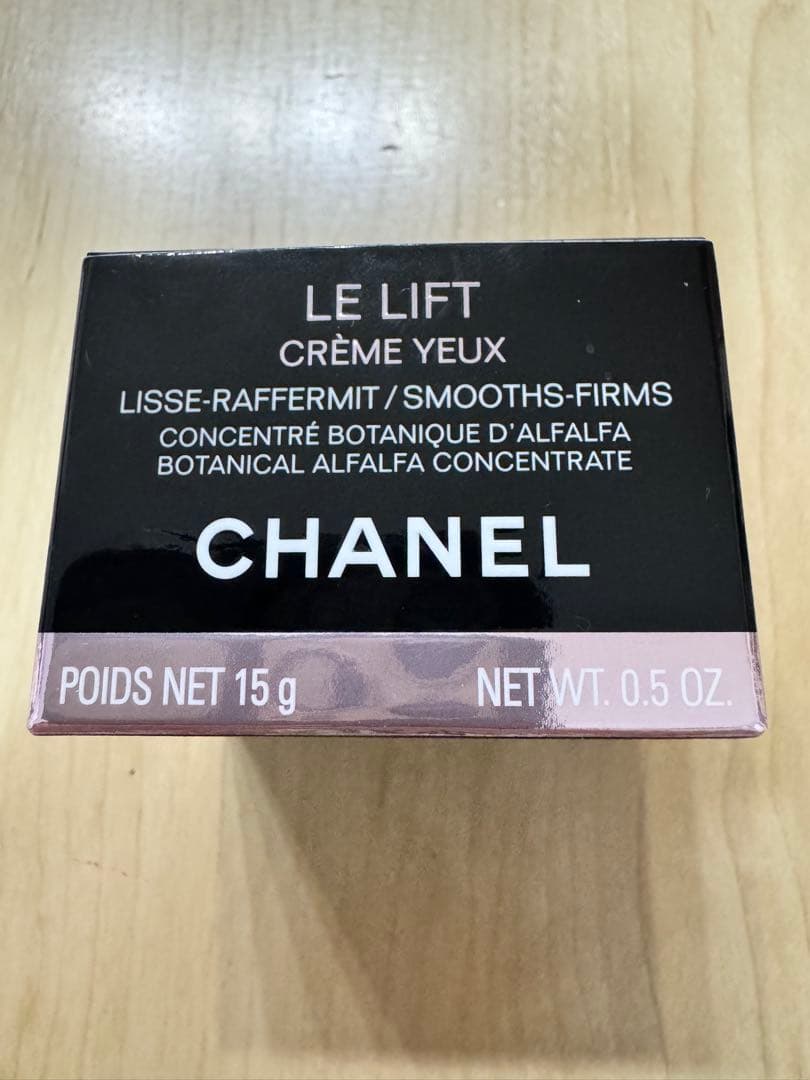 LE LIFT
CRÈME YEUX
LISSE-RAFFERMIT / SMOOTHS-FIRMS
CONCENTRÉ BOTANIQUE D'ALFALFA
BOTANICAL ALFALFA CONCENTRATE
CHANEL
POIDS NET 15 g NET WT. 0.5 OZ.